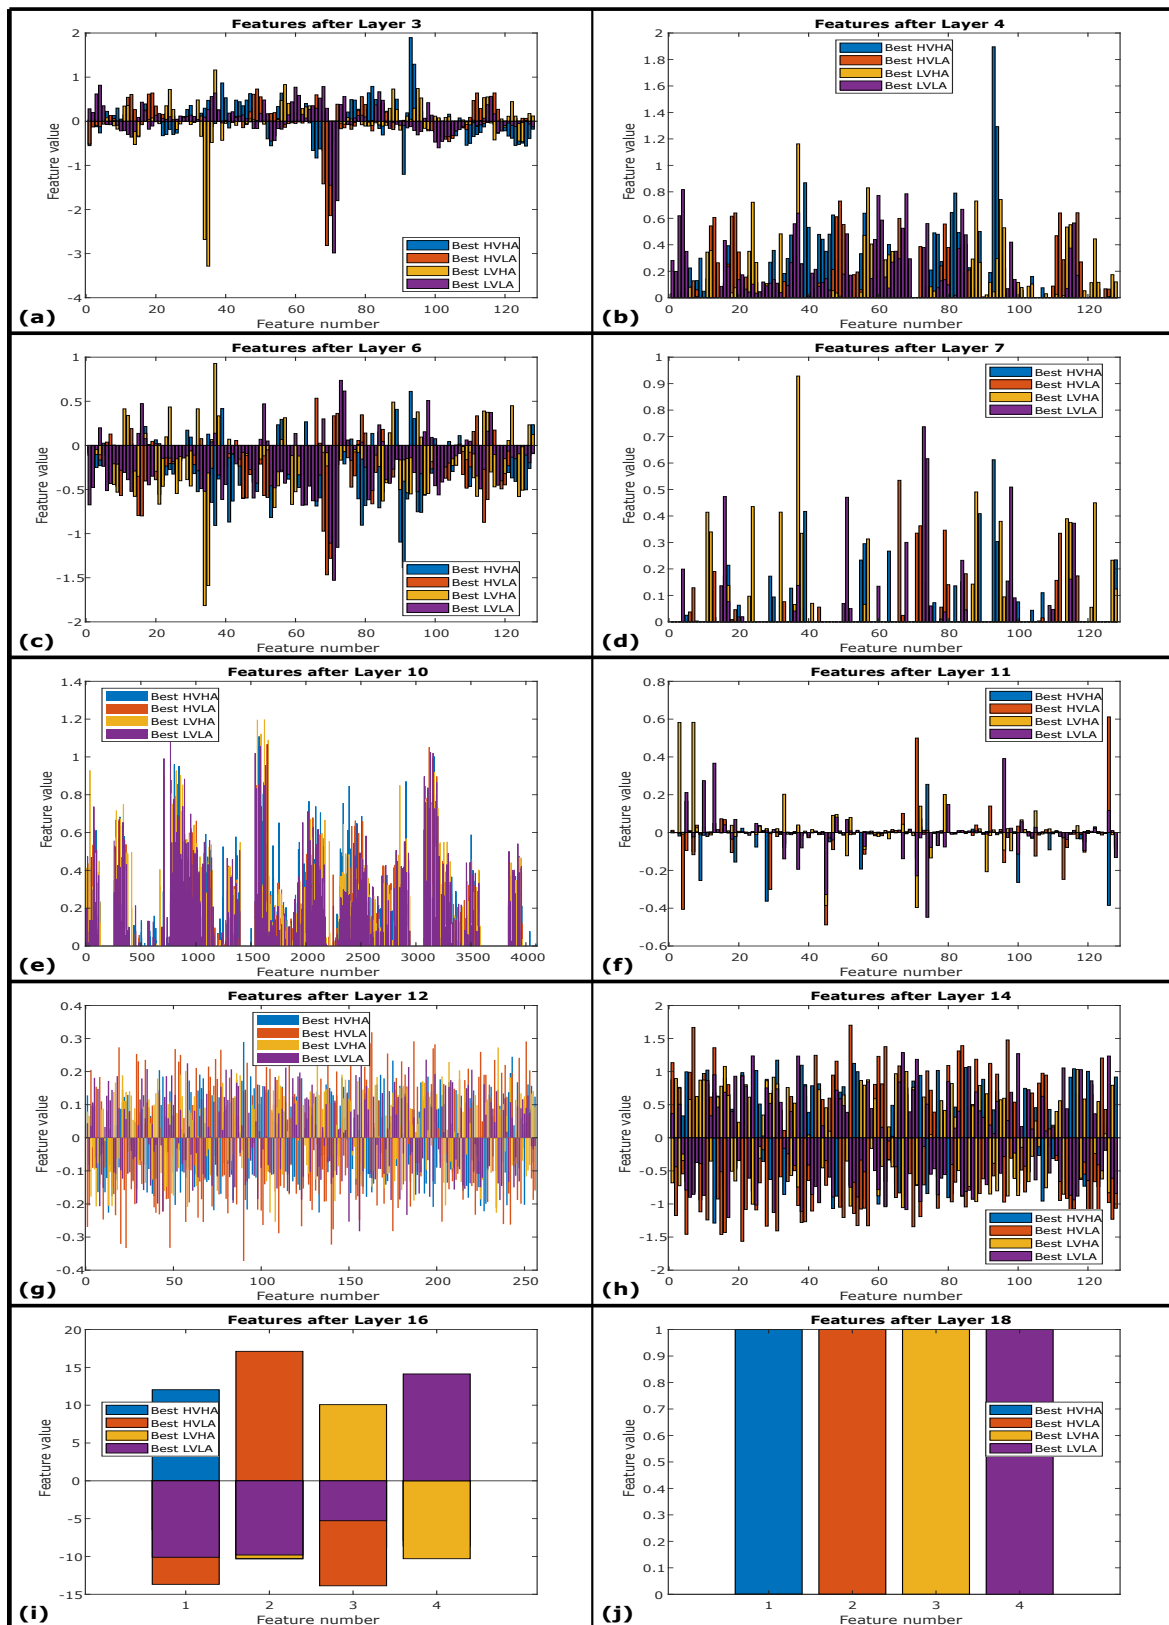 Features after Layer 3
2
1
0
-1
-2
-3
-4
Feature value
Best HVHA
Best HVLA
Best LVHA
Best LVLA
0 20 40 60 80 100 120
Feature number
(a)
Features after Layer 4
2
1.8
1.6
1.4
1.2
1
0.8
0.6
0.4
0.2
0
Feature value
Best HVHA
Best HVLA
Best LVHA
Best LVLA
0 20 40 60 80 100 120
Feature number
(b)
Features after Layer 6
1
0.5
0
-0.5
-1
-1.5
-2
Feature value
Best HVHA
Best HVLA
Best LVHA
Best LVLA
0 20 40 60 80 100 120
Feature number
(c)
Features after Layer 7
1
0.9
0.8
0.7
0.6
0.5
0.4
0.3
0.2
0.1
0
Feature value
Best HVHA
Best HVLA
Best LVHA
Best LVLA
0 20 40 60 80 100 120
Feature number
(d)
Features after Layer 10
1.4
1.2
1
0.8
0.6
0.4
0.2
0
Feature value
Best HVHA
Best HVLA
Best LVHA
Best LVLA
500 1000 1500 2000 2500 3000 3500 4000
Feature number
(e)
Features after Layer 11
0.8
0.6
0.4
0.2
0
-0.2
-0.4
-0.6
Feature value
Best HVHA
Best HVLA
Best LVHA
Best LVLA
0 20 40 60 80 100 120
Feature number
(f)
Features after Layer 12
0.4
0.3
0.2
0.1
0
-0.1
-0.2
-0.3
-0.4
Feature value
Best HVHA
Best HVLA
Best LVHA
Best LVLA
0 50 100 150 200 250
Feature number
(g)
Features after Layer 14
2
1.5
1
0.5
0
-0.5
-1
-1.5
-2
Feature value
Best HVHA
Best HVLA
Best LVHA
Best LVLA
0 20 40 60 80 100 120
Feature number
(h)
Features after Layer 16
20
15
10
5
0
-5
-10
-15
Feature value
Best HVHA
Best HVLA
Best LVHA
Best LVLA
1 2 3 4
Feature number
(i)
Features after Layer 18
1
0.9
0.8
0.7
0.6
0.5
0.4
0.3
0.2
0.1
0
Feature value
Best HVHA
Best HVLA
Best LVHA
Best LVLA
1 2 3 4
Feature number
(j)